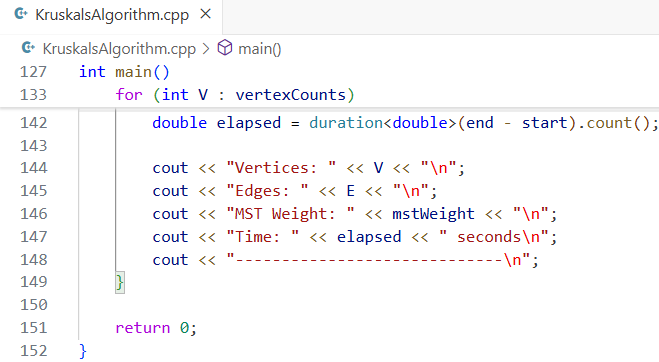 KruskalsAlgorithm.cpp ×
KruskalsAlgorithm.cpp > main()
127 int main()
133 for (int V : vertexCounts)
142 double elapsed = duration<double>(end - start).count();
143
144 cout << "Vertices: " << V << "\n";
145 cout << "Edges: " << E << "\n";
146 cout << "MST Weight: " << mstWeight << "\n";
147 cout << "Time: " << elapsed << " seconds\n";
148 cout << "-----------------------------\n";
149 }
150
151 return 0;
152 }